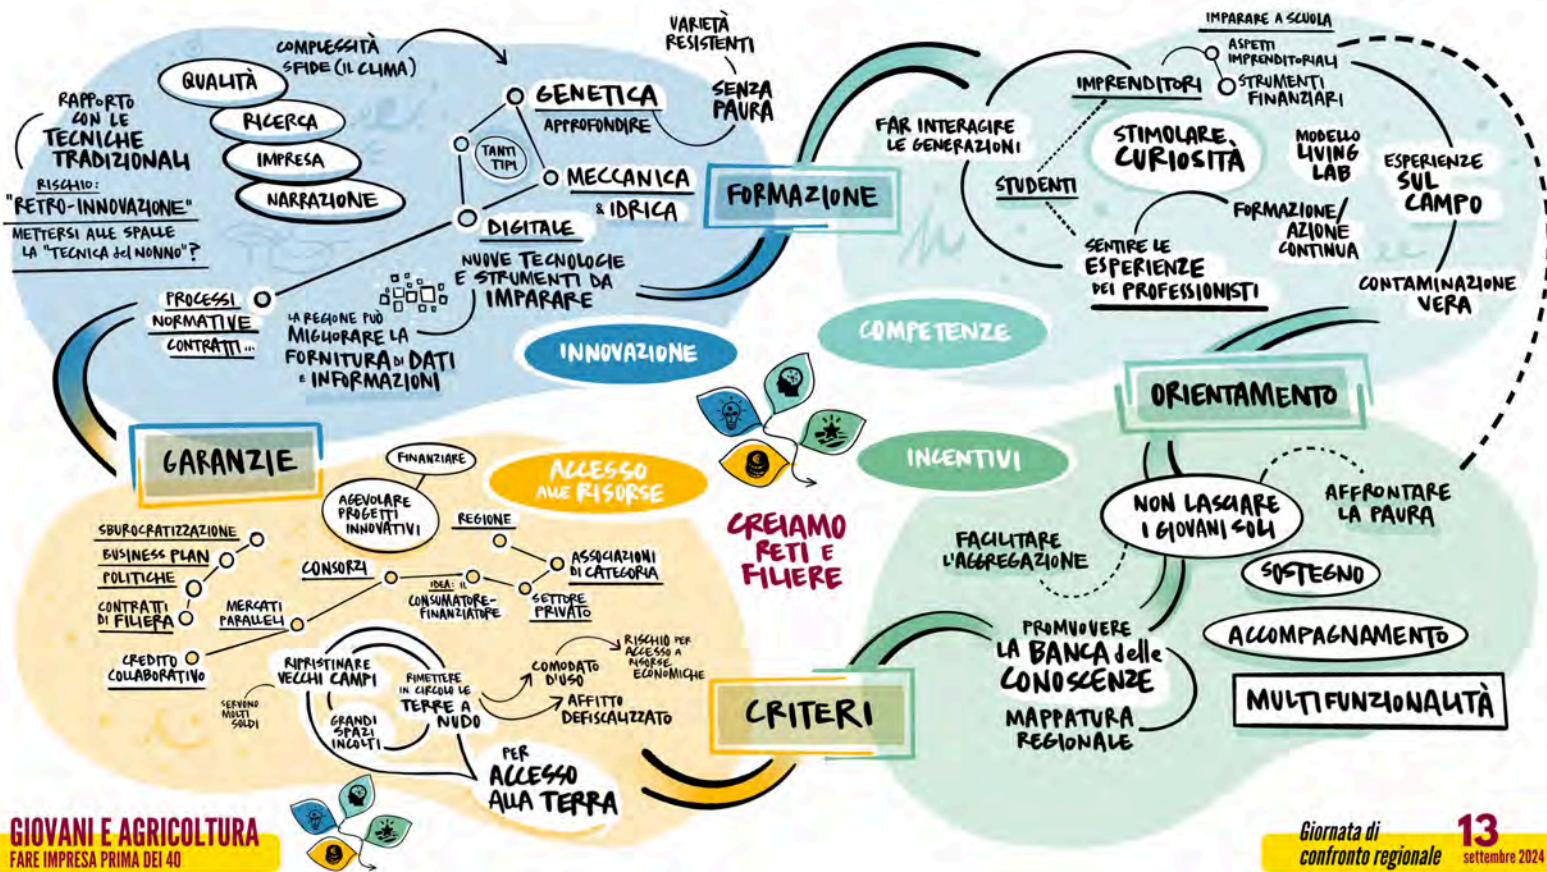 COMPLESSITÀ
SFIDE (IL CLIMA)
QUALITÀ
RICERCA
IMPRESA
NARRAZIONE
RAPPORTO
CON LE
TECNICHE
TRADIZIONALI
RISCHIO:
"RETRO-INNOVAZIONE"
METTERSI ALLE SPALLE
LA "TECNICA del NONNO"?
VARIETÀ
RESISTENTI
SENZA
PAURA
GENETICA
APPROFONDIRE
TANTI
TIPI
MECCANICA
& IDRICA
DIGITALE
NUOVE TECNOLOGIE
E STRUMENTI DA
IMPARARE
PROCESSI
NORMATIVE
CONTRATTI...
LA REGIONE PUÒ
MIGLIORARE LA
FORNITURA DI DATI
E INFORMAZIONI
INNOVAZIONE
FORMAZIONE
IMPARARE A SCUOLA
ASPETTI
IMPRENDITORIALI
STRUMENTI
FINANZIARI
IMPRENDITORI
FAR INTERAGIRE
LE GENERAZIONI
STIMOLARE
CURIOSITÀ
MODELLO
LIVING
LAB
ESPERIENZE
SUL
CAMPO
STUDENTI
FORMAZIONE/
AZIONE
CONTINUA
SENTIRE LE
ESPERIENZE
DEI PROFESSIONISTI
CONTAMINAZIONE
VERA
COMPETENZE
ORIENTAMENTO
GARANZIE
FINANZIARE
AGEVOLARE
PROGETTI
INNOVATIVI
ACCESSO
ALLE RISORSE
SBUROCRATIZZAZIONE
BUSINESS PLAN
POLITICHE
CONTRATTI
DI FILIERA
REGIONE
ASSOCIAZIONI
DI CATEGORIA
CONSORZI
IDEA: IL
CONSUMATORE-
FINANZIATORE
SETTORE
PRIVATO
MERCATI
PARALLELI
CREDITO
COLLABORATIVO
RIPRISTINARE
VECCHI CAMPI
SERVONO
MOLTI
SOLDI
GRANDI
SPAZI
INCOLTI
RIMETTERE
IN CIRCOLO LE
TERRE A
NUDO
COMODATO
D'USO
RISCHIO PER
ACCESSO A
RISORSE
ECONOMICHE
AFFITTO
DEFISCALIZZATO
PER
ACCESSO
ALLA TERRA
CREIAMO
RETI E
FILIERE
CRITERI
INCENTIVI
NON LASCIARE
I GIOVANI SOLI
AFFRONTARE
LA PAURA
FACILITARE
L'AGGREGAZIONE
SOSTEGNO
ACCOMPAGNAMENTO
MULTIFUNZIONALITÀ
PROMUOVERE
LA BANCA delle
CONOSCENZE
MAPPATURA
REGIONALE
GIOVANI E AGRICOLTURA
FARE IMPRESA PRIMA DEI 40
Giornata di
confronto regionale
13
settembre 2024